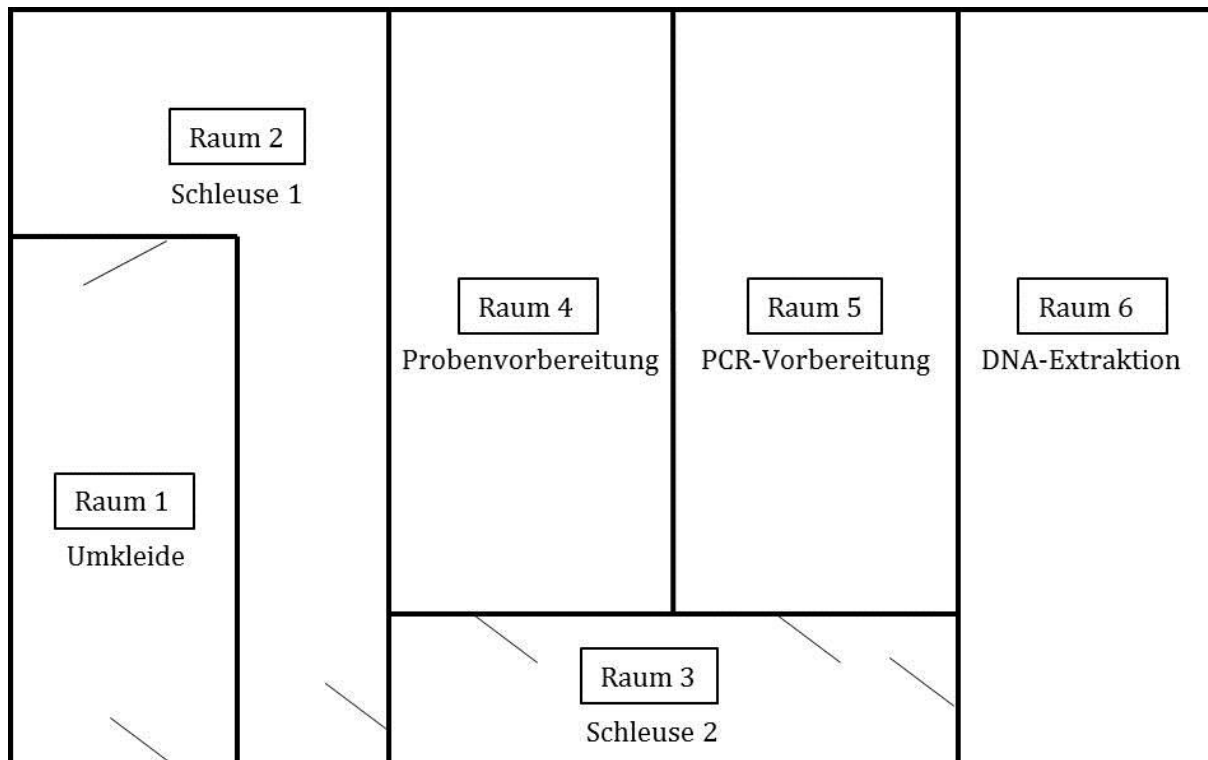 Raum 2
Schleuse 1
Raum 4
Probenvorbereitung
Raum 5
PCR-Vorbereitung
Raum 6
DNA-Extraktion
Raum 1
Umkleide
Raum 3
Schleuse 2